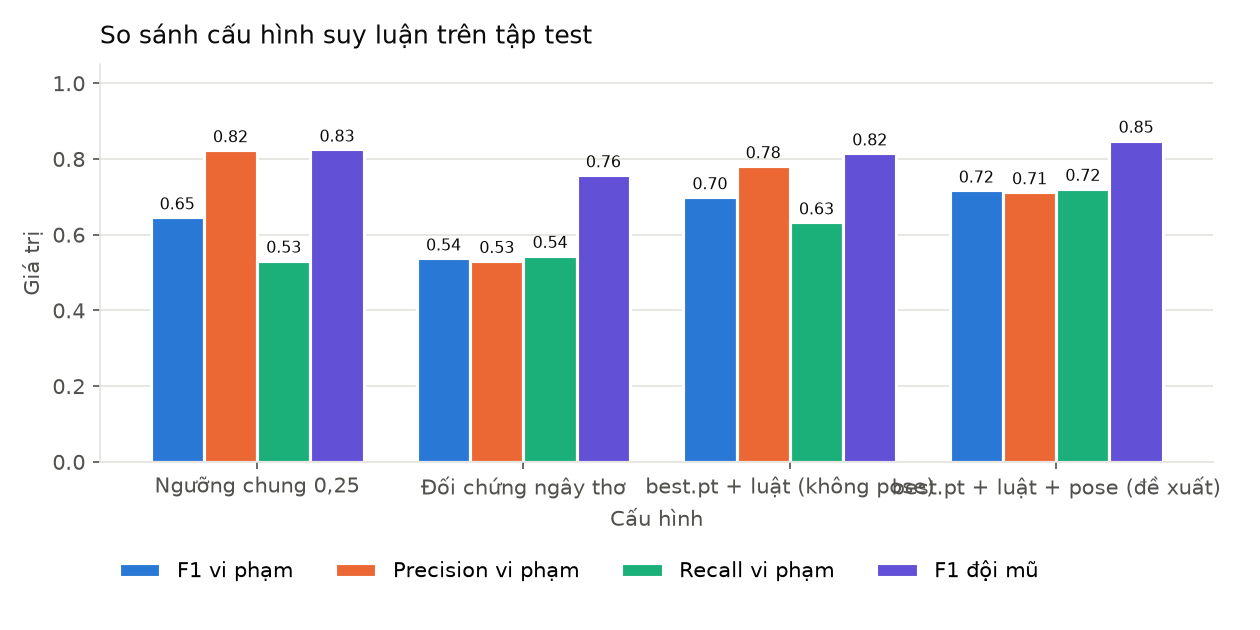 So sánh cấu hình suy luận trên tập test
Giá trị
1.0
0.8
0.6
0.4
0.2
0.0
0.65 0.82 0.53 0.83
0.54 0.53 0.54 0.76
0.70 0.78 0.63 0.82
0.72 0.71 0.72 0.85
Ngưỡng chung 0,25
Đối chứng ngây thơ
best.pt + luật (không pose)
best.pt + luật + pose (đề xuất)
Cấu hình
F1 vi phạm Precision vi phạm Recall vi phạm F1 đội mũ